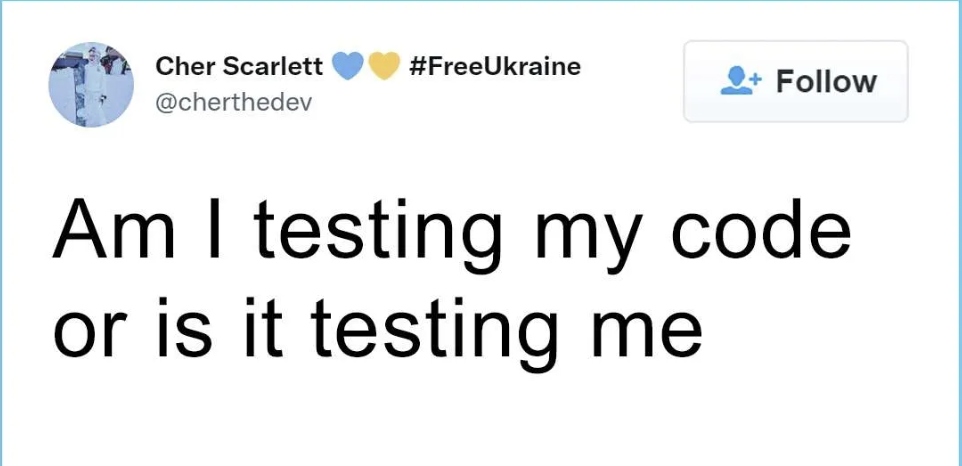 Cher Scarlett 💙💛 #FreeUkraine
@cherthedev
Follow
Am I testing my code
or is it testing me